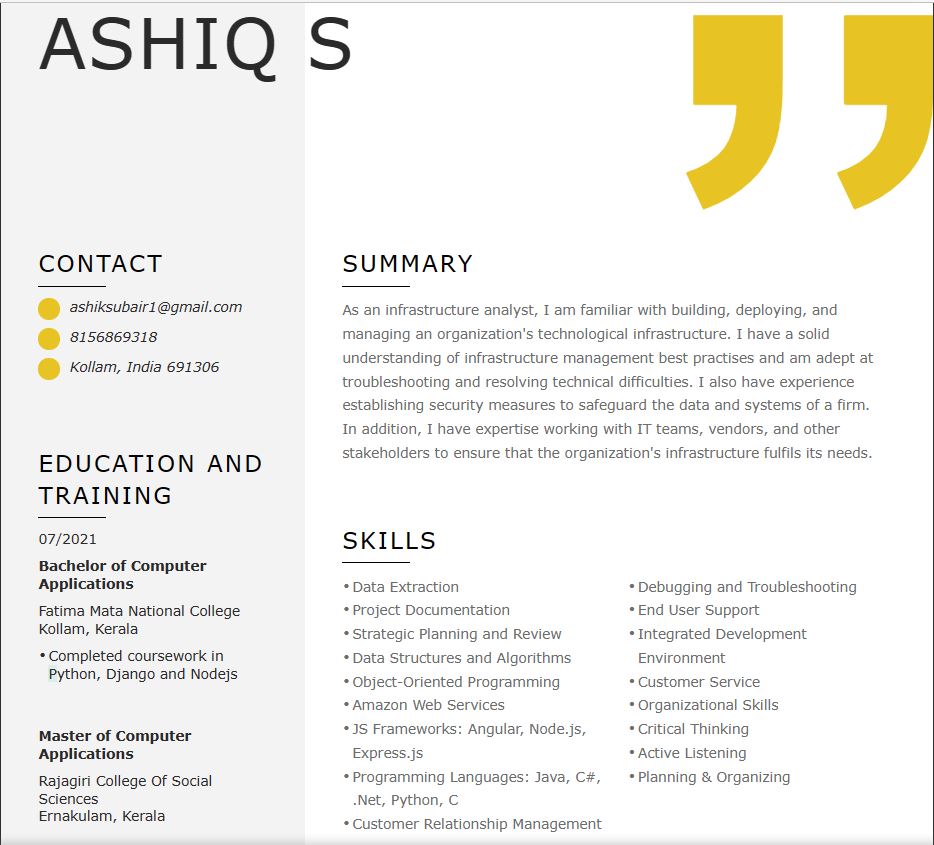 ASHIQ S
CONTACT
ashiksubair1@gmail.com
8156869318
Kollam, India 691306
EDUCATION AND
TRAINING
07/2021
Bachelor of Computer
Applications
Fatima Mata National College
Kollam, Kerala
• Completed coursework in
Python, Django and Nodejs
Master of Computer
Applications
Rajagiri College Of Social
Sciences
Ernakulam, Kerala
SUMMARY
As an infrastructure analyst, I am familiar with building, deploying, and
managing an organization's technological infrastructure. I have a solid
understanding of infrastructure management best practises and am adept at
troubleshooting and resolving technical difficulties. I also have experience
establishing security measures to safeguard the data and systems of a firm.
In addition, I have expertise working with IT teams, vendors, and other
stakeholders to ensure that the organization's infrastructure fulfils its needs.
SKILLS
• Data Extraction
• Project Documentation
• Strategic Planning and Review
• Data Structures and Algorithms
• Object-Oriented Programming
• Amazon Web Services
• JS Frameworks: Angular, Node.js,
Express.js
• Programming Languages: Java, C#,
.Net, Python, C
• Customer Relationship Management
• Debugging and Troubleshooting
• End User Support
• Integrated Development
Environment
• Customer Service
• Organizational Skills
• Critical Thinking
• Active Listening
• Planning & Organizing